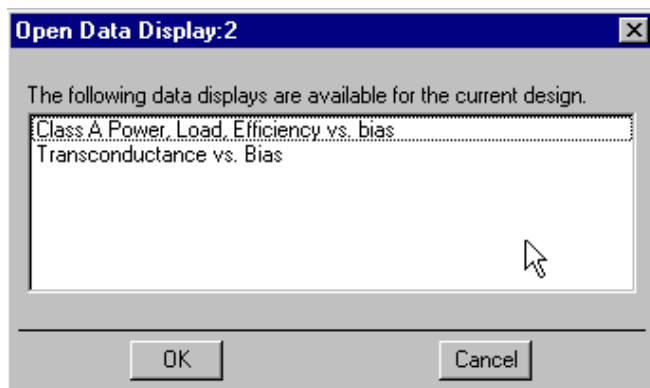 Open Data Display:2
The following data displays are available for the current design.
Class A Power, Load, Efficiency vs. bias
Transconductance vs. Bias
OK
Cancel